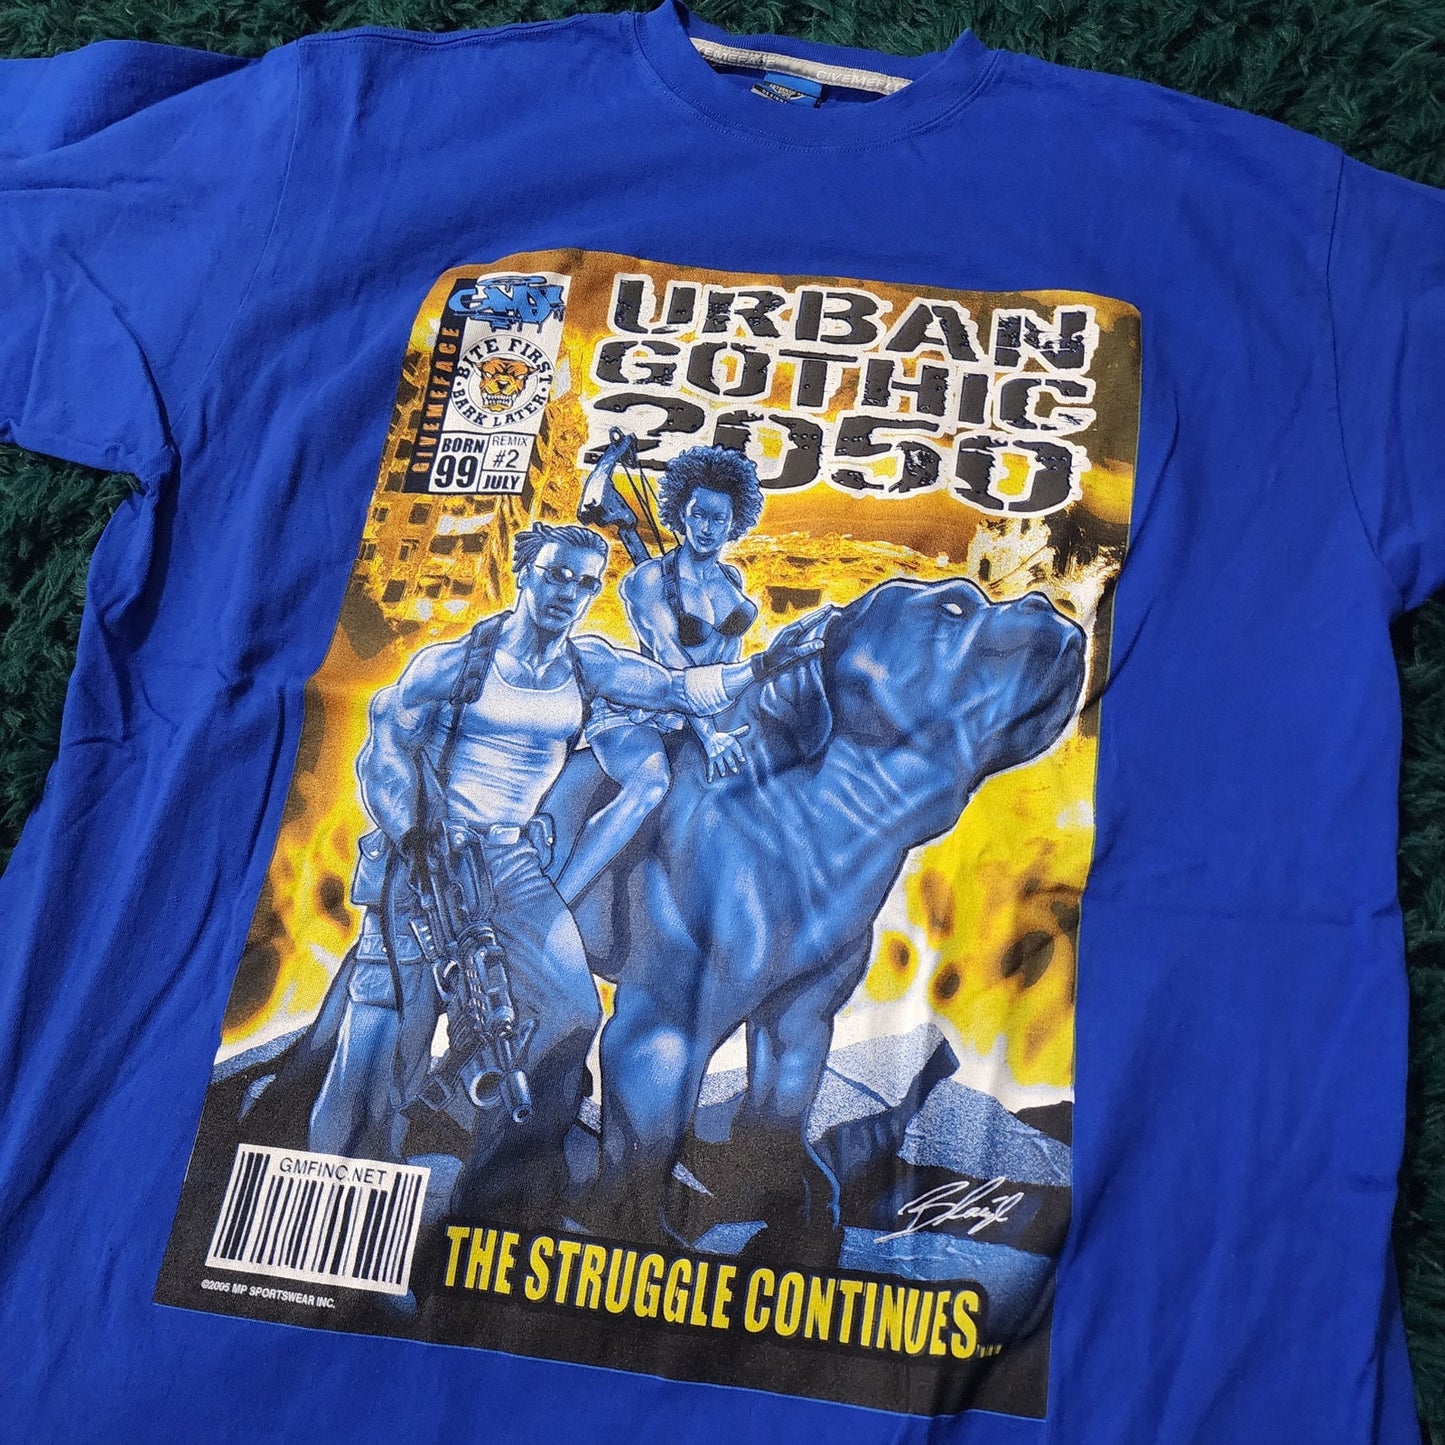 GIVEMEFACE
URBAN
GOTHIC
2050
GIVEMEFACE
BITE FIRST
BARK LATER
BORN
99
REMIX
#2
JULY
GMFINC.NET
©2005 MP SPORTSWEAR INC.
THE STRUGGLE CONTINUES....